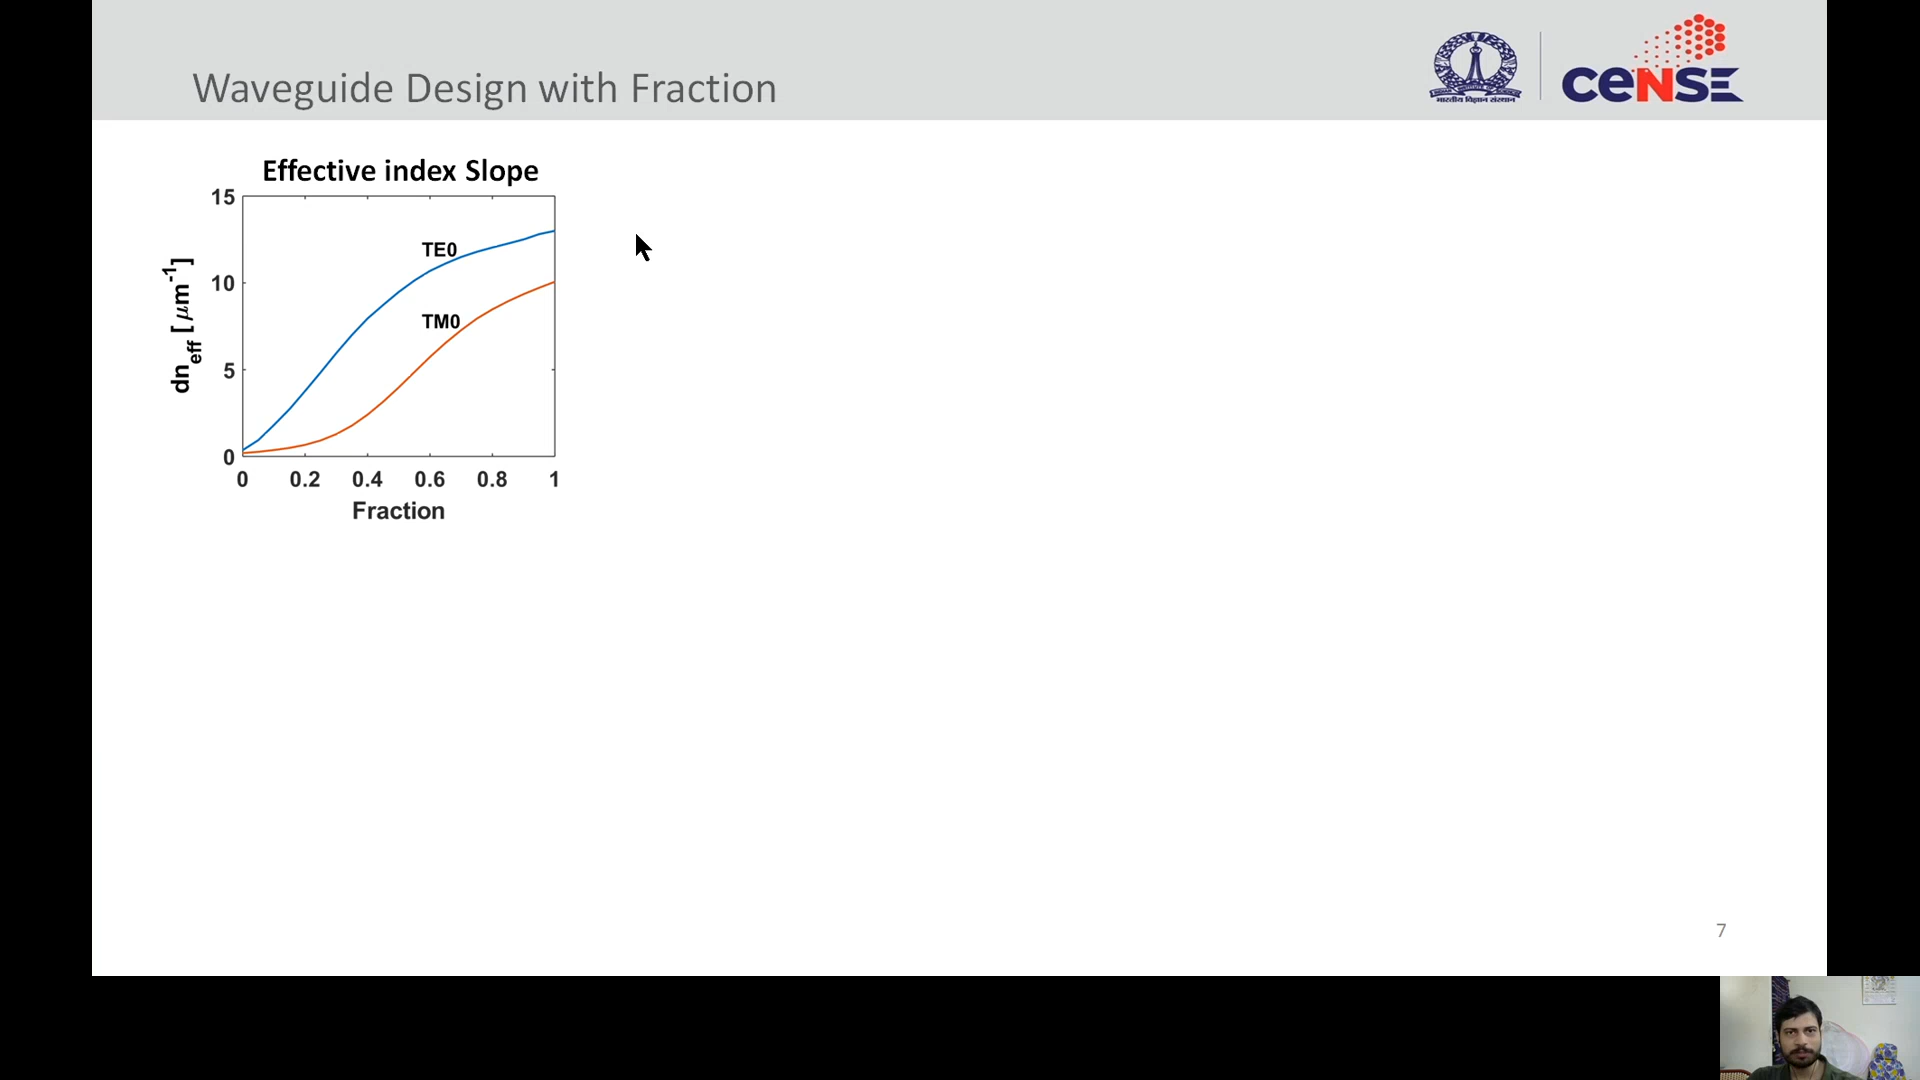 Waveguide Design with Fraction
भारतीय विज्ञान संस्थान
CeNSE
Effective index Slope
15
10
5
0
dn_eff [μm⁻¹]
TE0
TM0
0 0.2 0.4 0.6 0.8 1
Fraction
7